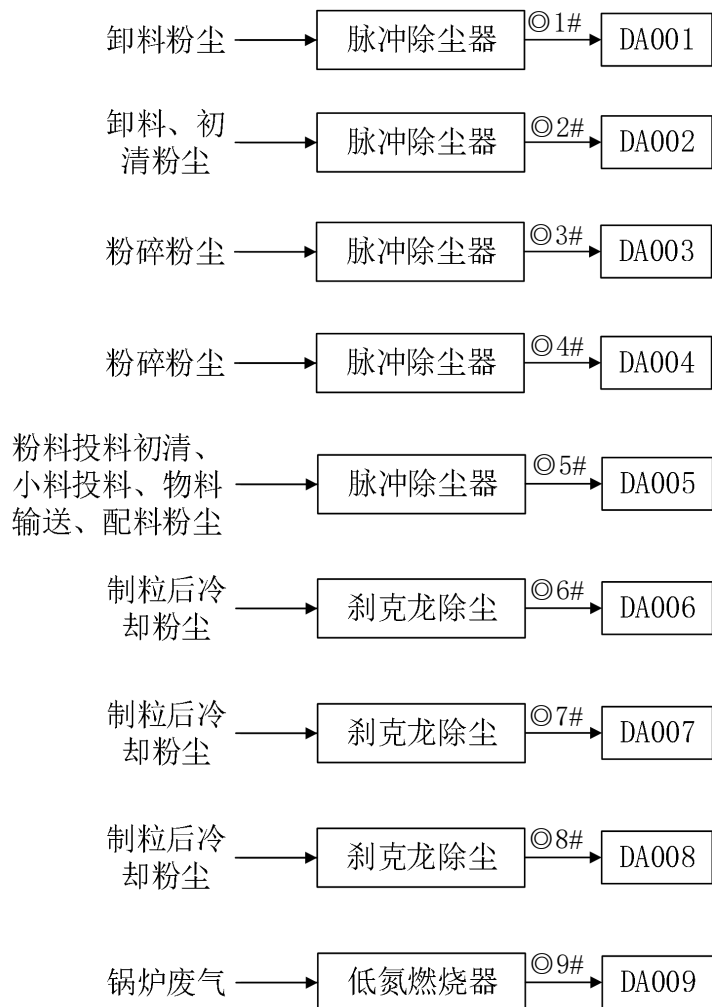 卸料粉尘 脉冲除尘器 ◎1# DA001
卸料、初
清粉尘 脉冲除尘器 ◎2# DA002
粉碎粉尘 脉冲除尘器 ◎3# DA003
粉碎粉尘 脉冲除尘器 ◎4# DA004
粉料投料初清、
小料投料、物料 脉冲除尘器 ◎5# DA005
输送、配料粉尘
制粒后冷
却粉尘 刹克龙除尘 ◎6# DA006
制粒后冷
却粉尘 刹克龙除尘 ◎7# DA007
制粒后冷
却粉尘 刹克龙除尘 ◎8# DA008
锅炉废气 低氮燃烧器 ◎9# DA009